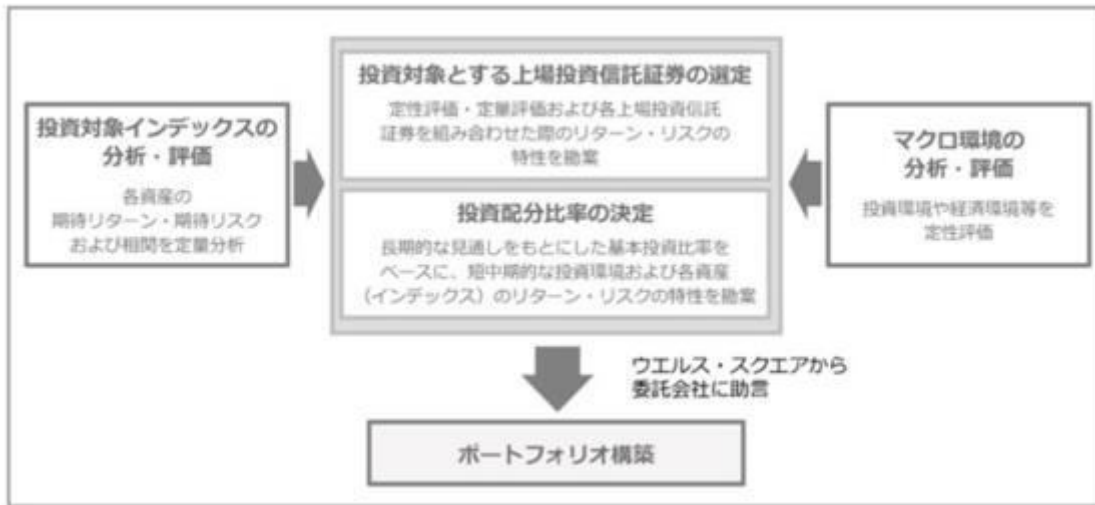 投資対象インデックスの
分析・評価
各資産の
期待リターン・期待リスク
および相関を定量分析
投資対象とする上場投資信託証券の選定
定性評価・定量評価および各上場投資信託
証券を組み合わせた際のリターン・リスクの
特性を勘案
投資配分比率の決定
長期的な見通しをもとにした基本投資比率を
ベースに、短中期的な投資環境および各資産
（インデックス）のリターン・リスクの特性を勘案
マクロ環境の
分析・評価
投資環境や経済環境等を
定性評価
ウエルス・スクエアから
委託会社に助言
ポートフォリオ構築